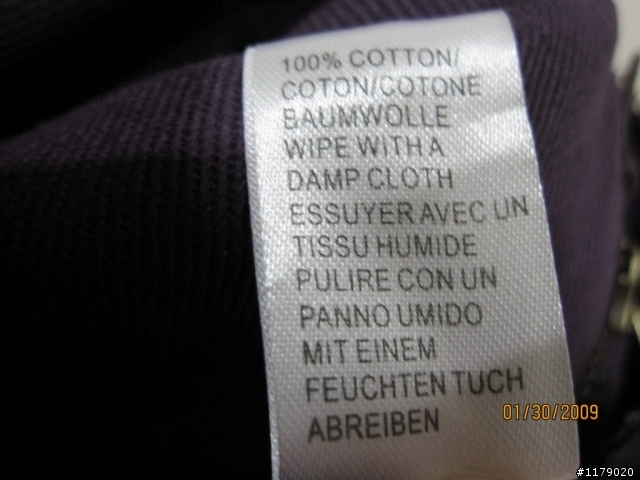 100% COTTON/
COTON/COTONE
BAUMWOLLE
WIPE WITH A
DAMP CLOTH
ESSUYER AVEC UN
TISSU HUMIDE
PULIRE CON UN
PANNO UMIDO
MIT EINEM
FEUCHTEN TUCH
ABREIBEN
01/30/2009
#1179020